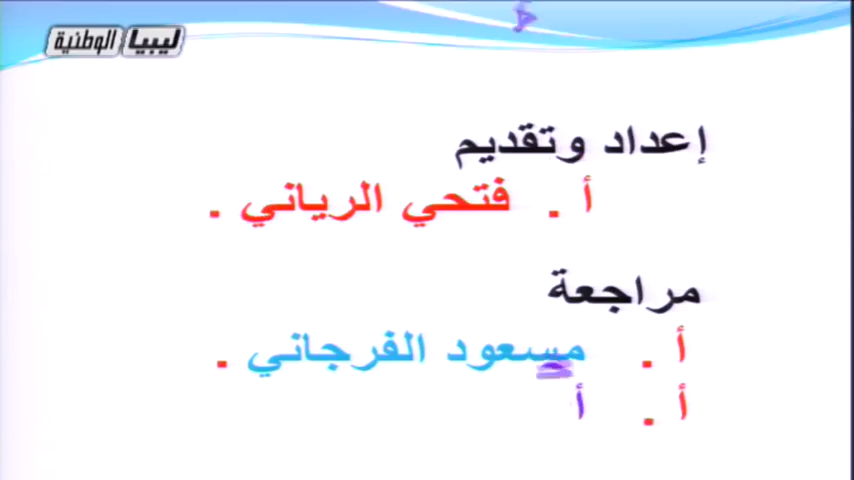 ليبيا الوطنية
إعداد وتقديم
أ . فتحي الرياني .
مراجعة
أ . مسعود الفرجاني .
أ . أ